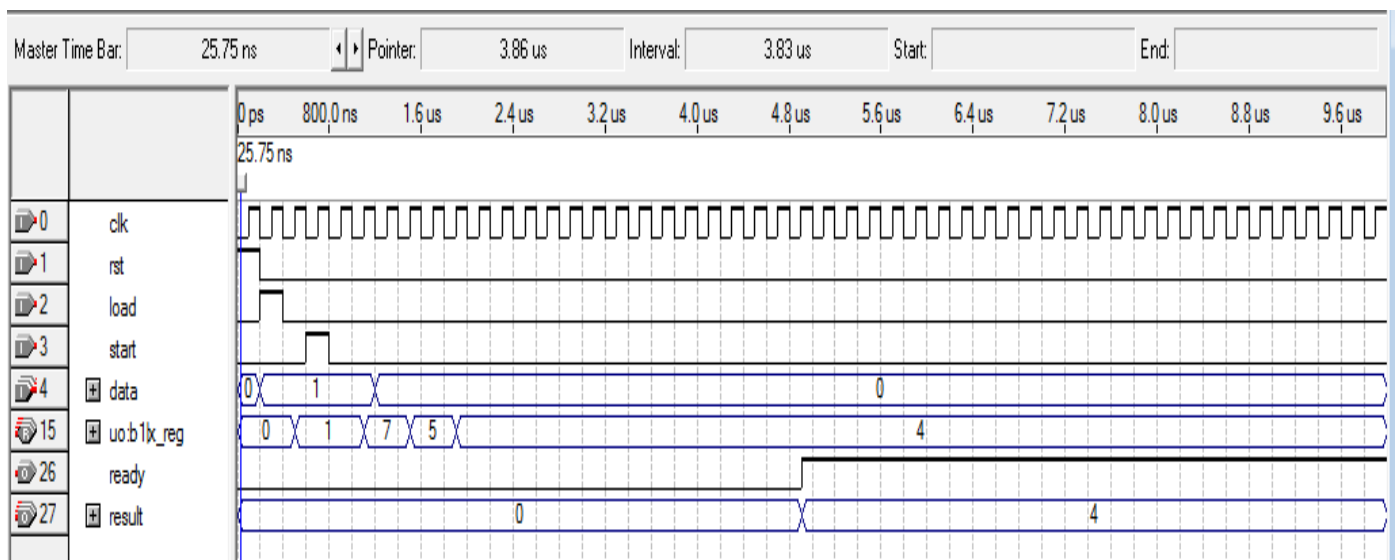 Master Time Bar: 25.75 ns Pointer: 3.86 us Interval: 3.83 us Start: End:
0 ps 800.0 ns 1.6 us 2.4 us 3.2 us 4.0 us 4.8 us 5.6 us 6.4 us 7.2 us 8.0 us 8.8 us 9.6 us
25.75 ns
0 clk
1 rst
2 load
3 start
4 data 0 1 0
15 uo:b1|x_reg 0 1 7 5 4
26 ready
27 result 0 4